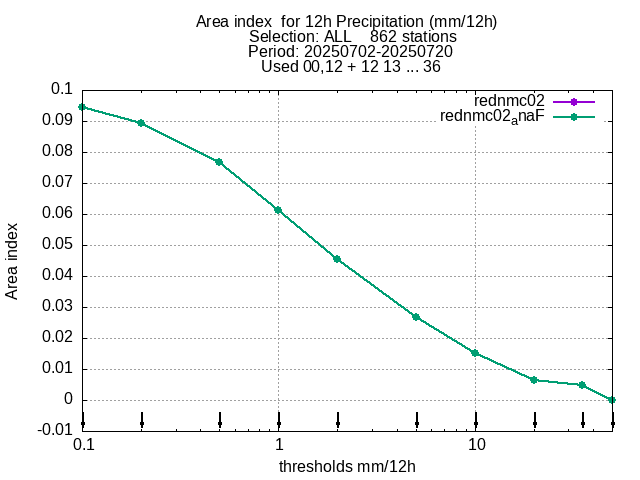 Area index  for 12h Precipitation (mm/12h)
Selection: ALL    862 stations
Period: 20250702-20250720
Used 00,12 + 12 13 ... 36
rednmc02
rednmc02anaF
0.1
0.09
0.08
0.07
0.06
0.05
0.04
0.03
0.02
0.01
0
-0.01
Area index
0.1
1
10
thresholds mm/12h